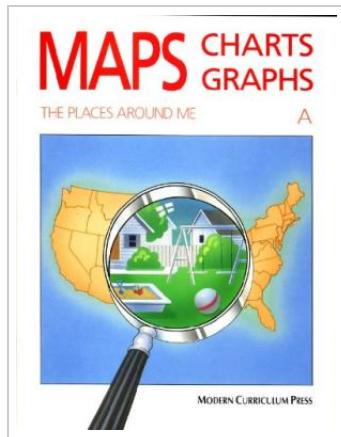 MAPS CHARTS
GRAPHS
THE PLACES AROUND ME A
MODERN CURRICULUM PRESS